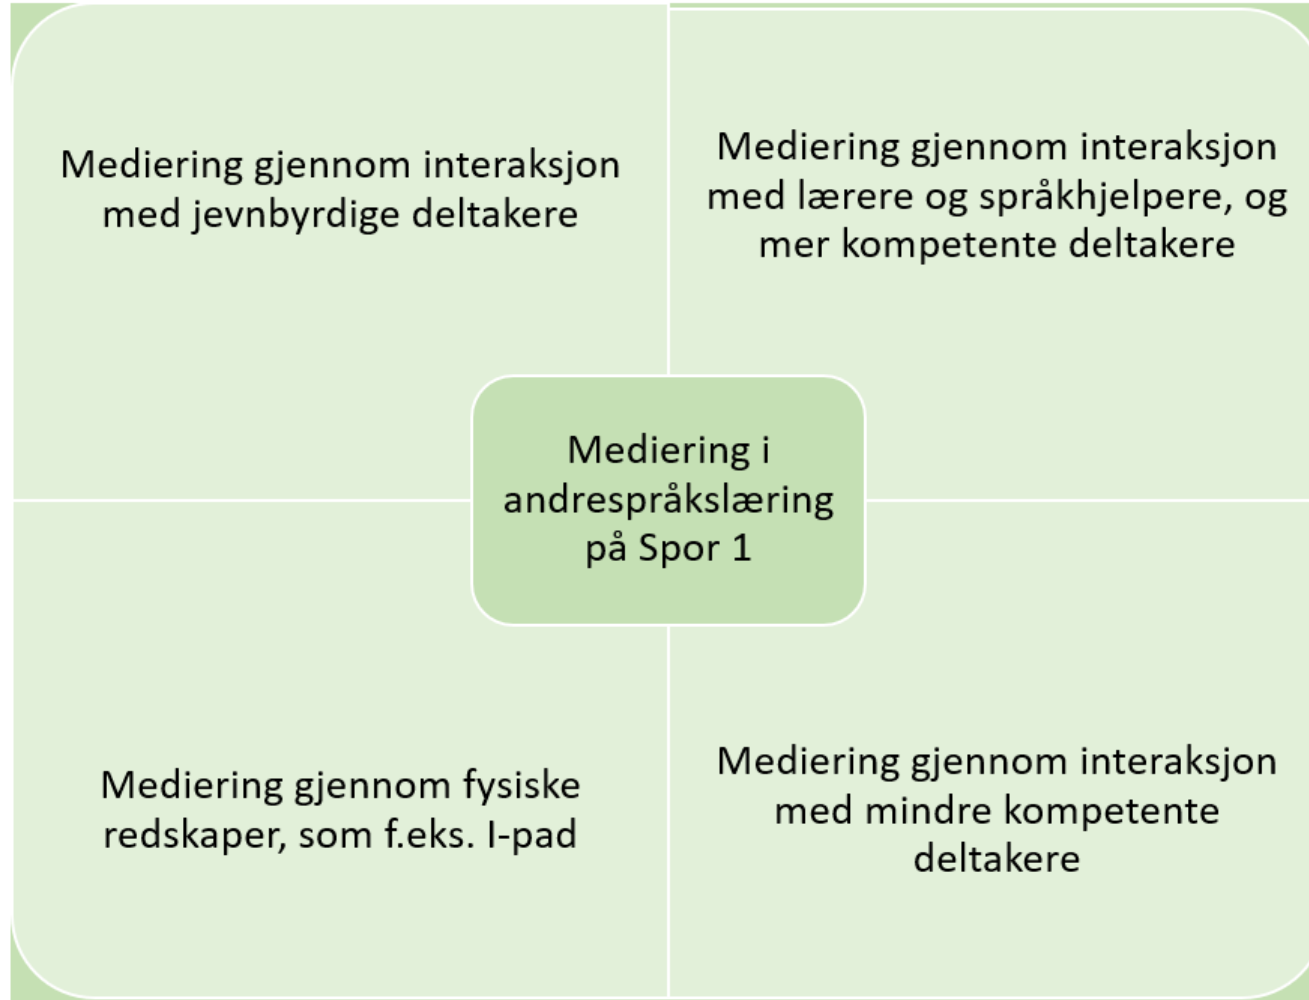 Mediering gjennom interaksjon
med jevnbyrdige deltakere
Mediering gjennom interaksjon
med lærere og språkhjelpere, og
mer kompetente deltakere
Mediering i
andrespråkslæring
på Spor 1
Mediering gjennom fysiske
redskaper, som f.eks. I-pad
Mediering gjennom interaksjon
med mindre kompetente
deltakere